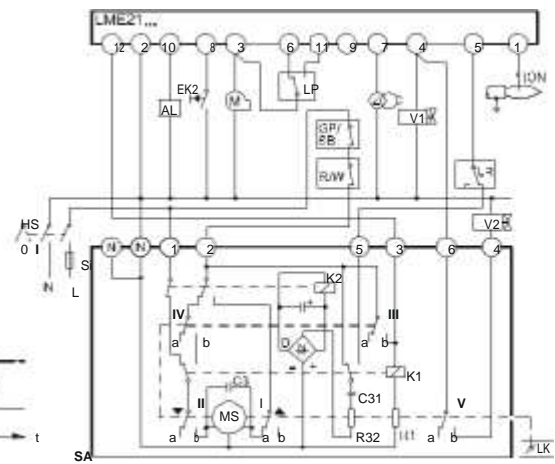 LME21...
12 2 10 8 3 6 11 9 7 4 5 1
ION
EK2
LP
AL
M
V1
GP/
R/W
R
V2
HS
0 I
N
L
N N 1 2 5 3 6 4
K2
IV
III
a b
a b
D
K1
C3
C31
II
I
V
MS
a b
a b
R32
a b
LK
t
SA